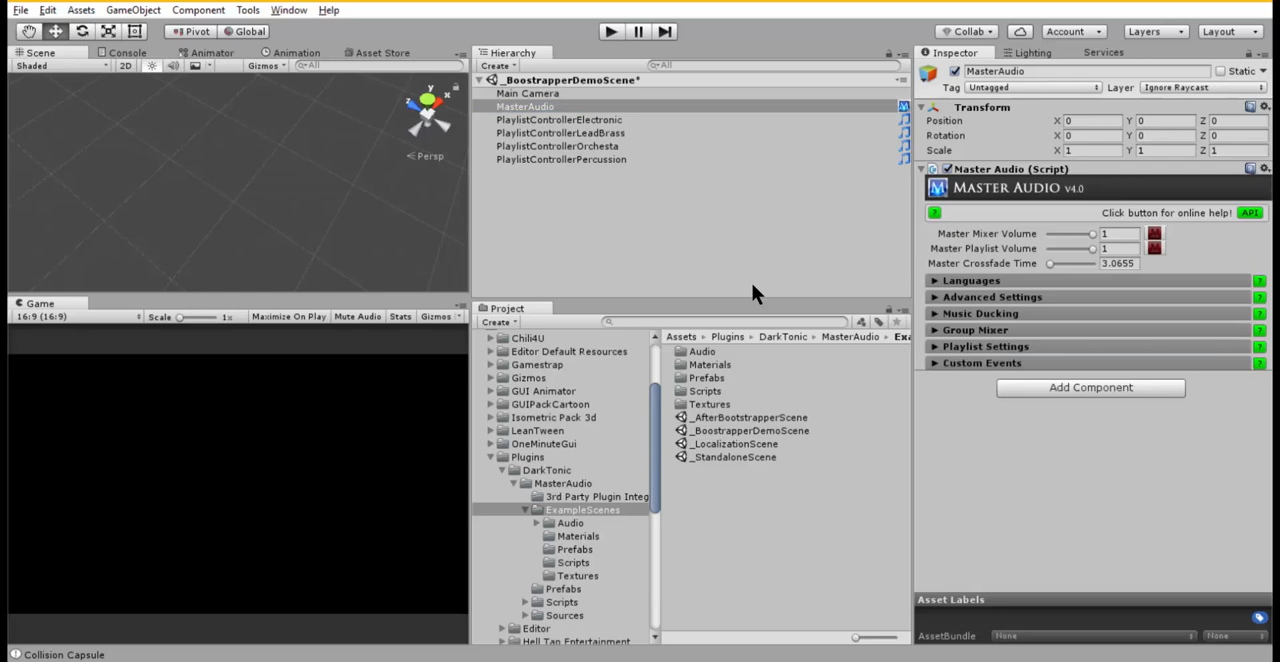 File Edit Assets GameObject Component Tools Window Help
Pivot Global
Collab Account Layers Layout
Scene Console Animator Animation Asset Store
Shaded 2D Gizmos All
Game
16:9 (16:9) Scale 1x Maximize On Play Mute Audio Stats Gizmos
y
x
Persp
Hierarchy
Create All
_BoostrapperDemoScene*
Main Camera
MasterAudio
PlaylistControllerElectronic
PlaylistControllerLeadBrass
PlaylistControllerOrchesta
PlaylistControllerPercussion
Project
Create
Chili4U
Editor Default Resources
Gamestrap
Gizmos
GUI Animator
GUIPackCartoon
Isometric Pack 3d
LeanTween
OneMinuteGui
Plugins
DarkTonic
MasterAudio
3rd Party Plugin Integ
ExampleScenes
Audio
Materials
Prefabs
Scripts
Textures
Prefabs
Scripts
Sources
Editor
Hell Tap Entertainment
Assets Plugins DarkTonic MasterAudio Exa
Audio
Materials
Prefabs
Scripts
Textures
_AfterBootstrapperScene
_BoostrapperDemoScene
_LocalizationScene
_StandaloneScene
Inspector Lighting Services
MasterAudio Static
Tag Untagged Layer Ignore Raycast
Transform
Position X 0 Y 0 Z 0
Rotation X 0 Y 0 Z 0
Scale X 1 Y 1 Z 1
Master Audio (Script)
M MASTER AUDIO v4.0
? Click button for online help! API
Master Mixer Volume 1
Master Playlist Volume 1
Master Crossfade Time 3.0655
Languages ?
Advanced Settings ?
Music Ducking ?
Group Mixer ?
Playlist Settings ?
Custom Events ?
Add Component
Asset Labels
AssetBundle None None
Collision Capsule